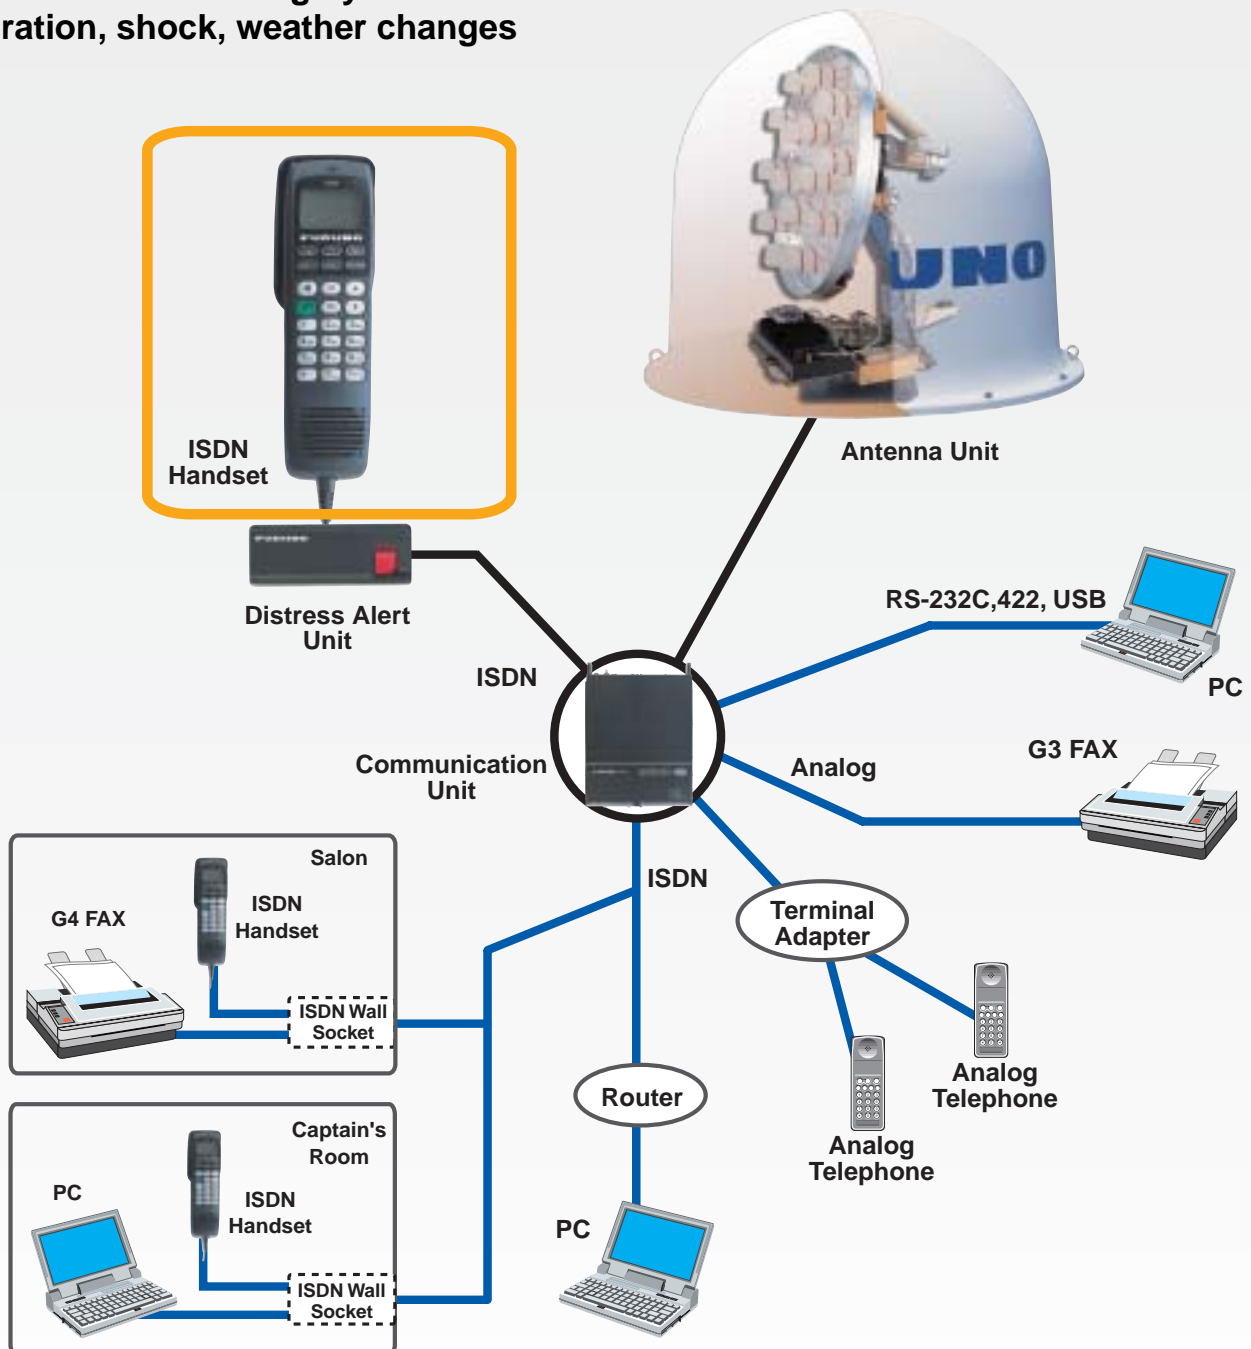 ration, shock, weather changes
UNO
FURUNO
ISDN
Handset
Antenna Unit
FURUNO
Distress Alert
Unit
RS-232C,422, USB
PC
ISDN
Communication
Unit
G3 FAX
Analog
Salon
ISDN
Handset
G4 FAX
ISDN Wall
Socket
ISDN
Terminal
Adapter
Analog
Telephone
Analog
Telephone
Router
Captain's
Room
PC
ISDN
Handset
ISDN Wall
Socket
PC